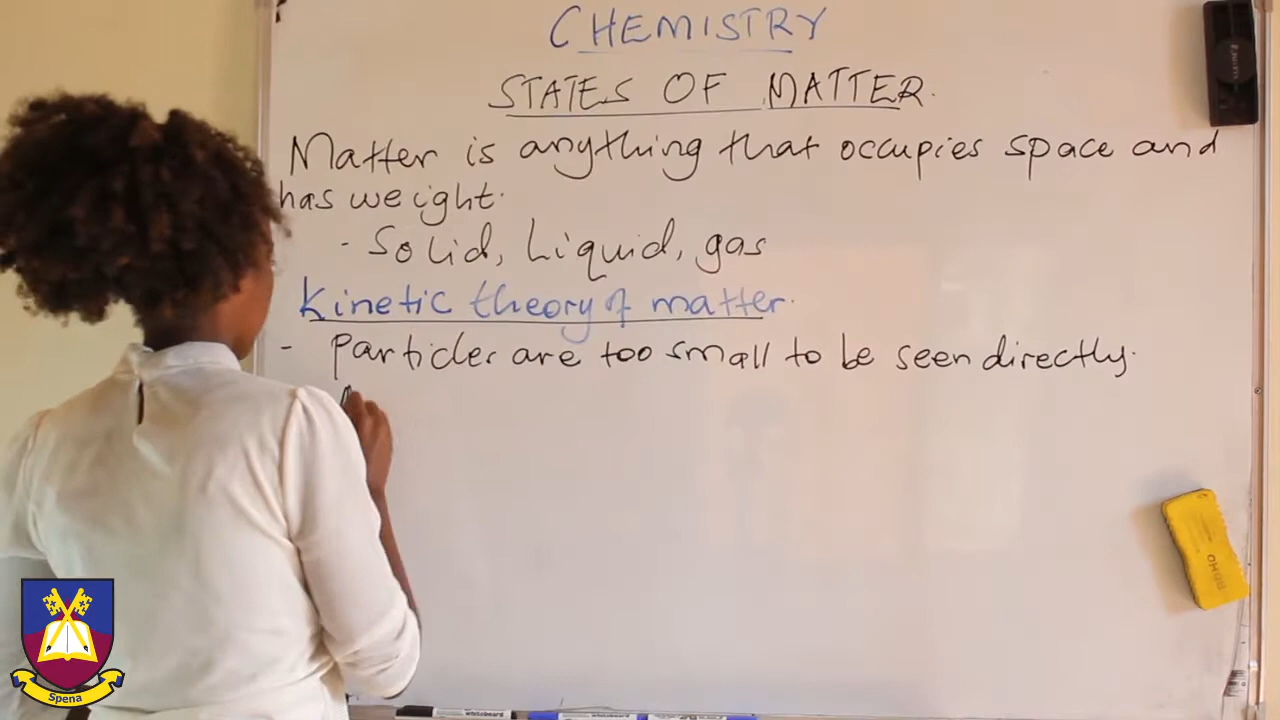 CHEMISTRY
STATES OF MATTER.
Matter is anything that occupies space and
has weight.
- Solid, Liquid, gas
Kinetic theory of matter.
- Particles are too small to be seen directly.
Spena